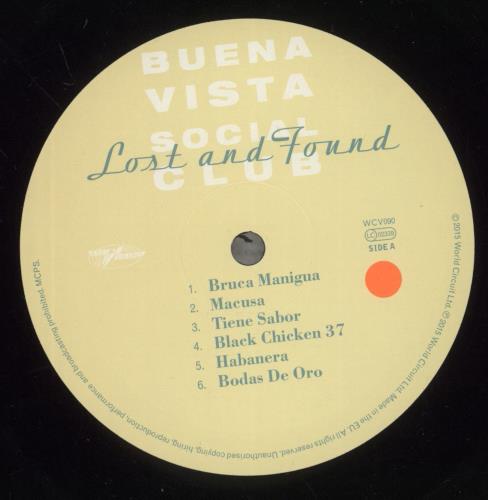 BUENA
VISTA
SOCIAL
CLUB
Lost and Found
WCV090
LC 02339
SIDE A
1. Bruca Manigua
2. Macusa
3. Tiene Sabor
4. Black Chicken 37
5. Habanera
6. Bodas De Oro
© 2015 World Circuit Ltd. ℗ 2015 World Circuit Ltd. Made in the EU. All rights reserved. Unauthorised copying, hiring, reproduction, performance and broadcasting prohibited. MCPS.